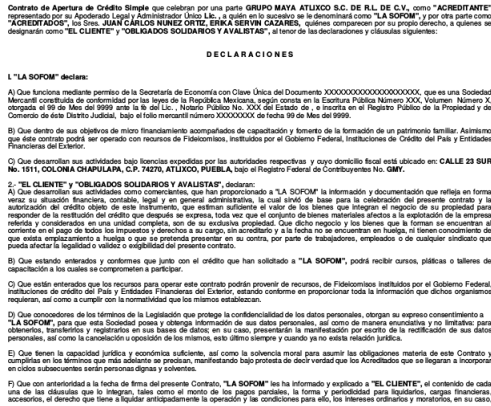 Contrato de Apertura de Crédito Simple que celebran por una parte GRUPO MAYA ATLIXCO S.C. DE R.L. DE C.V., como "ACREDITANTE"
representado por su Apoderado Legal y Administrador Único Lic. , a quién en lo sucesivo se le denominará como "LA SOFOM", y por otra parte como
"ACREDITADOS", los Sres. JUAN CARLOS NUNEZ ORTIZ, ERIKA SERVIN CAZARES, quiénes comparecen por su propio derecho, a quienes se
designarán como "EL CLIENTE" y "OBLIGADOS SOLIDARIOS Y AVALISTAS", al tenor de las declaraciones y cláusulas siguientes:
D E C L A R A C I O N E S
I. "LA SOFOM" declara:
A) Que funciona mediante permiso de la Secretaría de Economía con Clave Única del Documento XXXXXXXXXXXXXXXXXXXX, que es una Sociedad
Mercantil constituida de conformidad por las leyes de la República Mexicana, según consta en la Escritura Pública Número XXX, Volumen Número X,
otorgada el 99 de Mes del 9999 ante la fé del Lic. , Notario Público No. XXX del Estado de , e inscrita en el Registro Público de la Propiedad y de
Comercio de éste Distrito Judicial, bajo el folio mercantil número XXXXXXXX de fecha 99 de Mes del 9999.
B) Que dentro de sus objetivos de micro financiamiento acompañados de capacitación y fomento de la formación de un patrimonio familiar. Asimismo
que éste contrato podrá ser operado con recursos de Fideicomisos, instituidos por el Gobierno Federal, Instituciones de Crédito del País y Entidades
Financieras del Exterior.
C) Que desarrollan sus actividades bajo licencias expedidas por las autoridades respectivas y cuyo domicilio fiscal está ubicado en: CALLE 23 SUR
No. 1511, COLONIA CHAPULAPA, C.P. 74270, ATLIXCO, PUEBLA, bajo el Registro Federal de Contribuyentes No. GMY.
2.- "EL CLIENTE" y "OBLIGADOS SOLIDARIOS Y AVALISTAS", declaran:
A) Que desarrollan sus actividades como comerciantes, que han proporcionado a "LA SOFOM" la información y documentación que refleja en forma
veraz su situación financiera, contable, legal y en general administrativa, la cual sirvió de base para la celebración del presente contrato y la
autorización del crédito objeto de este instrumento, que estiman suficiente el valor de los bienes que integran el negocio de su propiedad para
responder de la restitución del crédito que después se expresa, toda vez que el conjunto de bienes materiales afectos a la explotación de la empresa
referida y considerados en una unidad completa, son de su exclusiva propiedad. Que dicho negocio y los bienes que la forman se encuentran al
corriente en el pago de todos los impuestos y derechos a su cargo, sin acreditarlo y a la fecha no se encuentran en huelga, ni tienen conocimiento de
que exista emplazamiento a huelga o que se pretenda presentar en su contra, por parte de trabajadores, empleados o de cualquier sindicato que
pueda afectar la legalidad o validez o exigibilidad del presente contrato.
B) Que estando enterados y conformes que junto con el crédito que han solicitado a "LA SOFOM", podrá recibir cursos, pláticas o talleres de
capacitación a los cuales se comprometen a participar.
C) Que están enterados que los recursos para operar este contrato podrán provenir de recursos, de Fideicomisos instituidos por el Gobierno Federal,
instituciones de crédito del País y Entidades Financieras del Exterior, estando conforme en proporcionar toda la información que dichos organismos
requieran, así como a cumplir con la normatividad que los mismos establezcan.
D) Que conocedores de los términos de la Legislación que protege la confidencialidad de los datos personales, otorgan su expreso consentimiento a
"LA SOFOM", para que esta Sociedad posea y obtenga información de sus datos personales, así como de manera enunciativa y no limitativa: para
obtenerlos, transferirlos y registrarlos en sus bases de datos; en su caso, presentarán la manifestación por escrito de la rectificación de sus datos
personales, así como la cancelación u oposición de los mismos, esto último siempre y cuando ya no exista relación jurídica.
E) Que tienen la capacidad jurídica y económica suficiente, así como la solvencia moral para asumir las obligaciones materia de este Contrato y
cumplirlas en los términos que más adelante se precisan, manifestando bajo protesta de decir verdad que los Acreditados que se llegaran a incorporar
en ciclos subsecuentes serán personas dignas y solventes.
F) Que con anterioridad a la fecha de firma del presente Contrato, "LA SOFOM" les ha informado y explicado a "EL CLIENTE", el contenido de cada
una de las cláusulas que lo integran, tales como el monto de los pagos parciales, la forma y periodicidad para liquidarlos, cargas financieras,
accesorios, el derecho que tiene a liquidar anticipadamente la operación y las condiciones para ello, los intereses ordinarios y moratorios, en su caso,